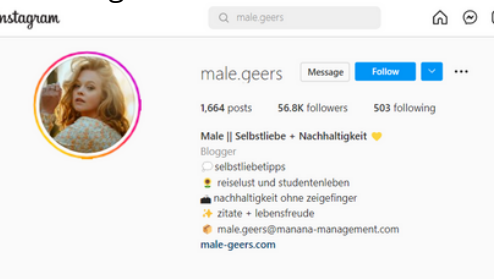 male.geers
male.geers Message Follow
1,664 posts 56.8K followers 503 following
Male || Selbstliebe + Nachhaltigkeit 💛
Blogger
💭 selbstliebetipps
🌻 reiselust und studentenleben
nachhaltigkeit ohne zeigefinger
✨ zitate + lebensfreude
male.geers@manana-management.com
male-geers.com